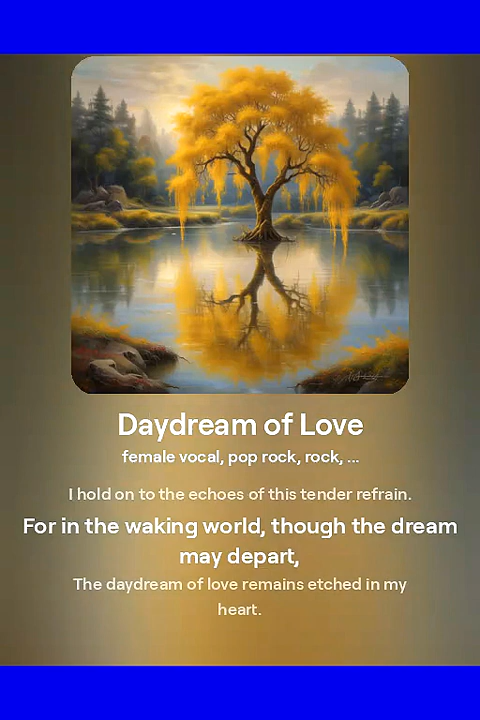 Daydream of Love
female vocal, pop rock, rock, ...
I hold on to the echoes of this tender refrain.
For in the waking world, though the dream
may depart,
The daydream of love remains etched in my
heart.